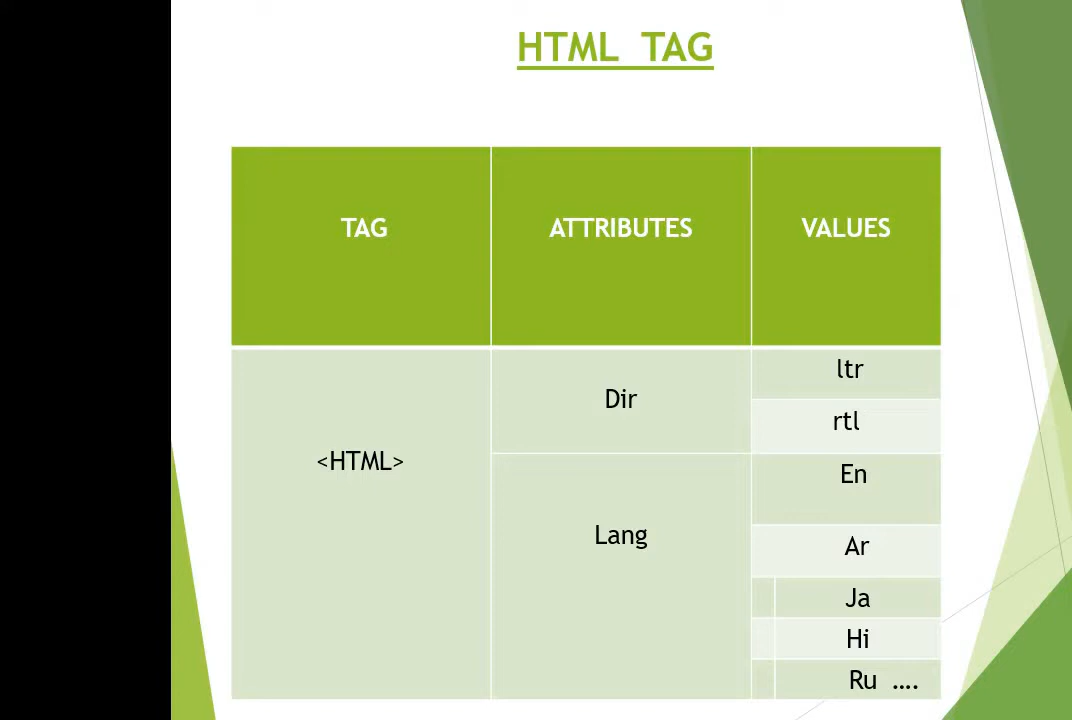 HTML TAG
TAG ATTRIBUTES VALUES
<HTML>
Dir
ltr
rtl
Lang
En
Ar
Ja
Hi
Ru ....